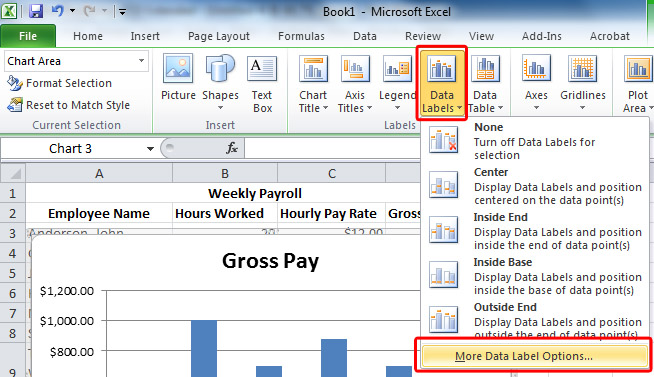 Book1 - Microsoft Excel
File Home Insert Page Layout Formulas Data Review View Add-Ins Acrobat
Chart Area
Format Selection
Reset to Match Style
Current Selection
Picture Shapes Text Box
Insert
Chart Title Axis Titles Legend Data Labels Data Table
Labels
Axes Gridlines
Plot Area
None
Turn off Data Labels for selection
Center
Display Data Labels and position centered on the data point(s)
Inside End
Display Data Labels and position inside the end of data point(s)
Inside Base
Display Data Labels and position inside the base of data point(s)
Outside End
Display Data Labels and position outside the end of data point(s)
More Data Label Options...
Chart 3 fx
A B C
1 Weekly Payroll
2 Employee Name Hours Worked Hourly Pay Rate Gros
3 Anderson, John 20 $12.00
4
5
6
7
8
9
Gross Pay
$1,200.00
$1,000.00
$800.00